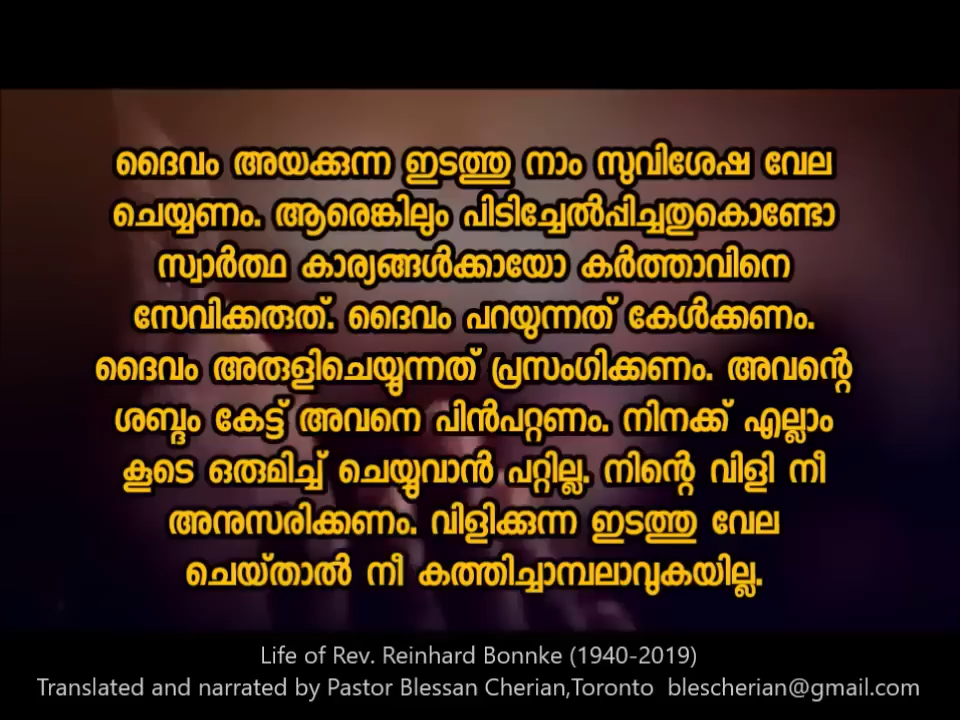 ദൈവം അയക്കുന്ന ഇടത്തു നാം സുവിശേഷ വേല
ചെയ്യണം. ആരെങ്കിലും പിടിച്ചേൽപ്പിച്ചതുകൊണ്ടോ
സ്വാർത്ഥ കാര്യങ്ങൾക്കായോ കർത്താവിനെ
സേവിക്കരുത്. ദൈവം പറയുന്നത് കേൾക്കണം.
ദൈവം അരുളിചെയ്യുന്നത് പ്രസംഗിക്കണം. അവന്റെ
ശബ്ദം കേട്ട് അവനെ പിൻപറ്റണം. നിനക്ക് എല്ലാം
കൂടെ ഒരുമിച്ച് ചെയ്യുവാൻ പറ്റില്ല. നിന്റെ വിളി നീ
അനുസരിക്കണം. വിളിക്കുന്ന ഇടത്തു വേല
ചെയ്താൽ നീ കത്തിച്ചാമ്പലാവുകയില്ല.
Life of Rev. Reinhard Bonnke (1940-2019)
Translated and narrated by Pastor Blessan Cherian,Toronto blescherian@gmail.com